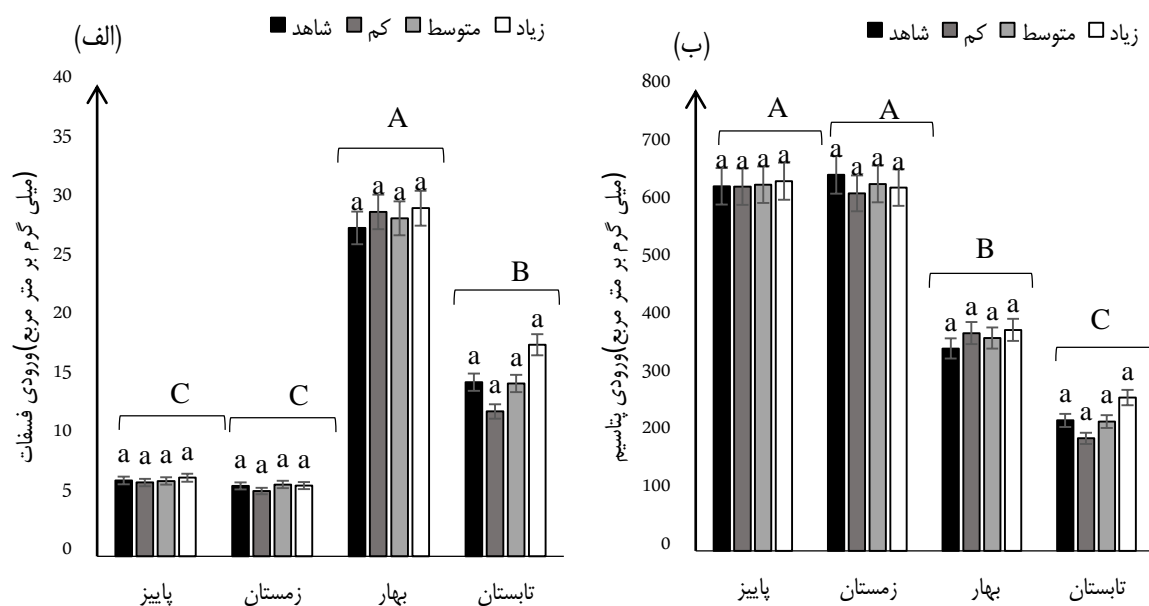 (الف)
شاهد کم متوسط زیاد
ورودی فسفات(میلی گرم بر متر مربع)
40
35
30
25
20
15
10
5
0
C C A B
a a a a
a a a a
a a a a
a a a a
پاییز زمستان بهار تابستان
(ب)
شاهد کم متوسط زیاد
ورودی پتاسیم(میلی گرم بر متر مربع)
800
700
600
500
400
300
200
100
0
A A B C
a a a a
a a a a
a a a a
a a a a
پاییز زمستان بهار تابستان